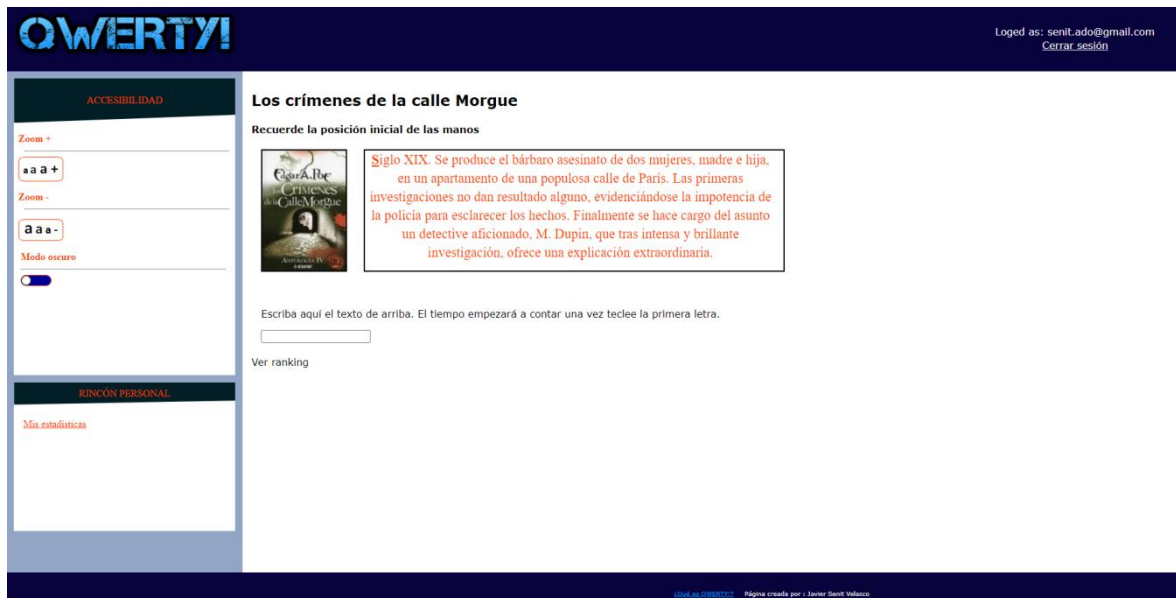 QWERTY!
Loged as: senit.ado@gmail.com
Cerrar sesión
ACCESIBILIDAD
Zoom +
a a a +
Zoom -
a a a -
Modo oscuro
RINCÓN PERSONAL
Mis estadísticas
Los crímenes de la calle Morgue
Recuerde la posición inicial de las manos
Edgar A. Poe
Crímenes
de la Calle Morgue
Antología IV
Siglo XIX. Se produce el bárbaro asesinato de dos mujeres, madre e hija,
en un apartamento de una populosa calle de París. Las primeras
investigaciones no dan resultado alguno, evidenciándose la impotencia de
la policía para esclarecer los hechos. Finalmente se hace cargo del asunto
un detective aficionado, M. Dupin, que tras intensa y brillante
investigación, ofrece una explicación extraordinaria.
Escriba aquí el texto de arriba. El tiempo empezará a contar una vez teclee la primera letra.
Ver ranking
¿Qué es QWERTY!? Página creada por : Javier Senit Velasco